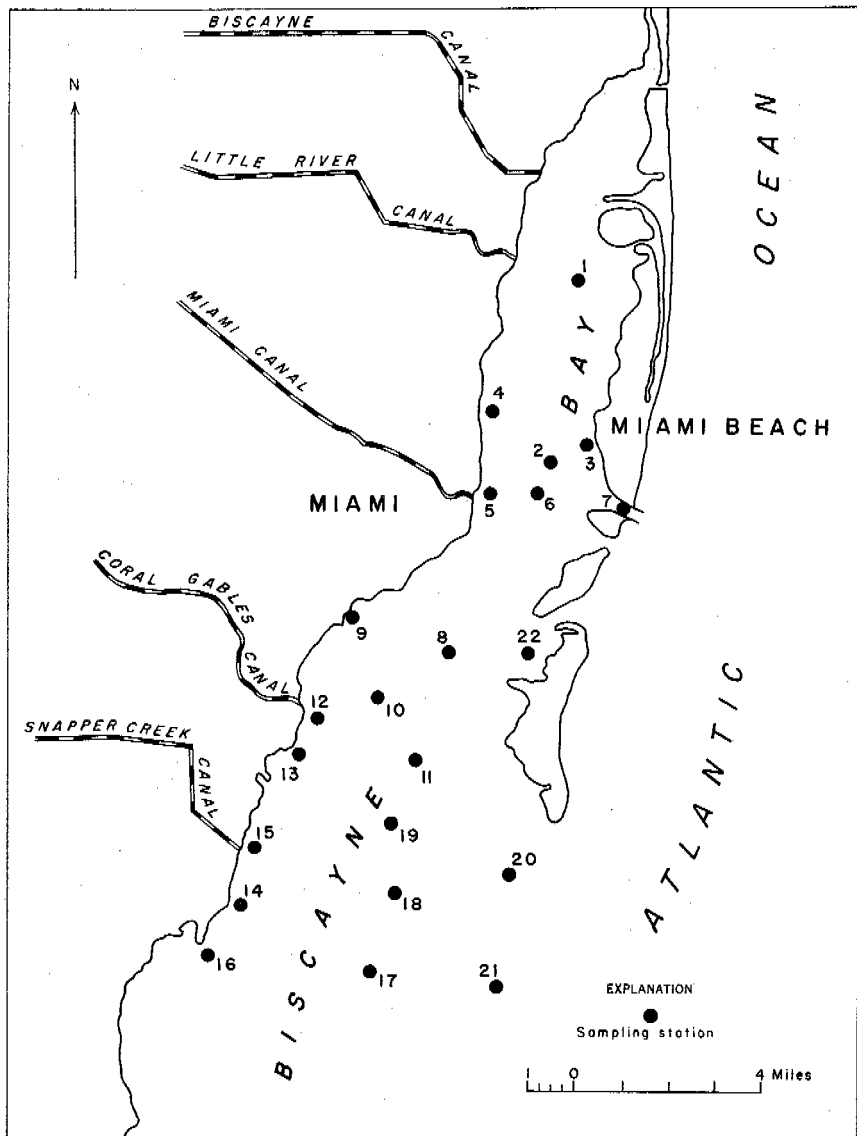 BISCAYNE CANAL
N
LITTLE RIVER CANAL
OCEAN
1
MIAMI CANAL
BAY
4
MIAMI BEACH
2
3
MIAMI
5
6
7
CORAL GABLES CANAL
9
8
22
10
12
SNAPPER CREEK CANAL
13
11
ATLANTIC
BISCAYNE
19
15
20
14
18
16
17
21
EXPLANATION
Sampling station
1 0 4 Miles